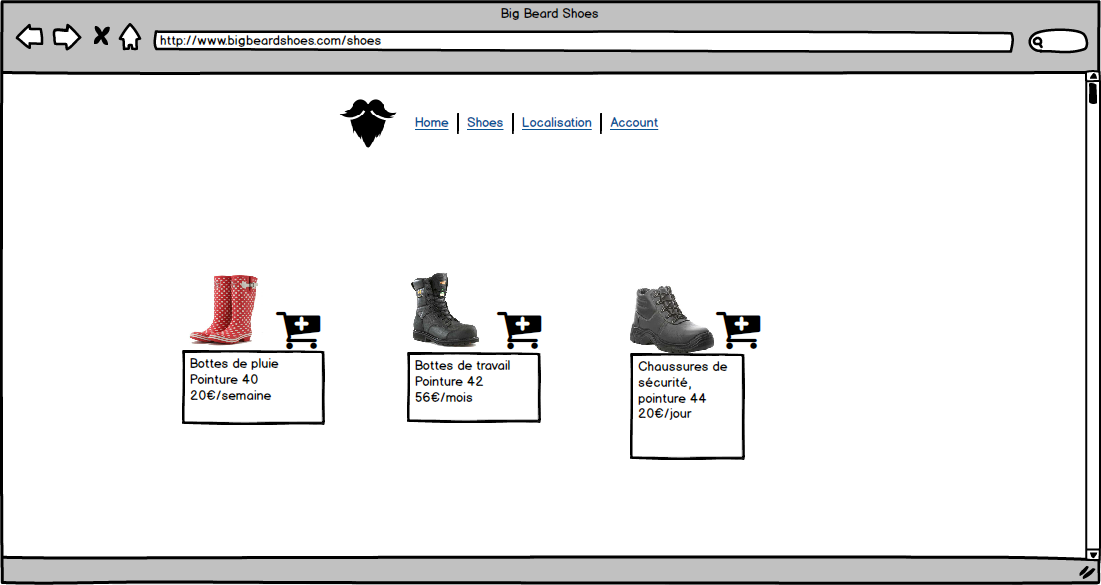 Big Beard Shoes
http://www.bigbeardshoes.com/shoes
Home Shoes Localisation Account
Bottes de pluie
Pointure 40
20€/semaine
Bottes de travail
Pointure 42
56€/mois
Chaussures de
sécurité,
pointure 44
20€/jour